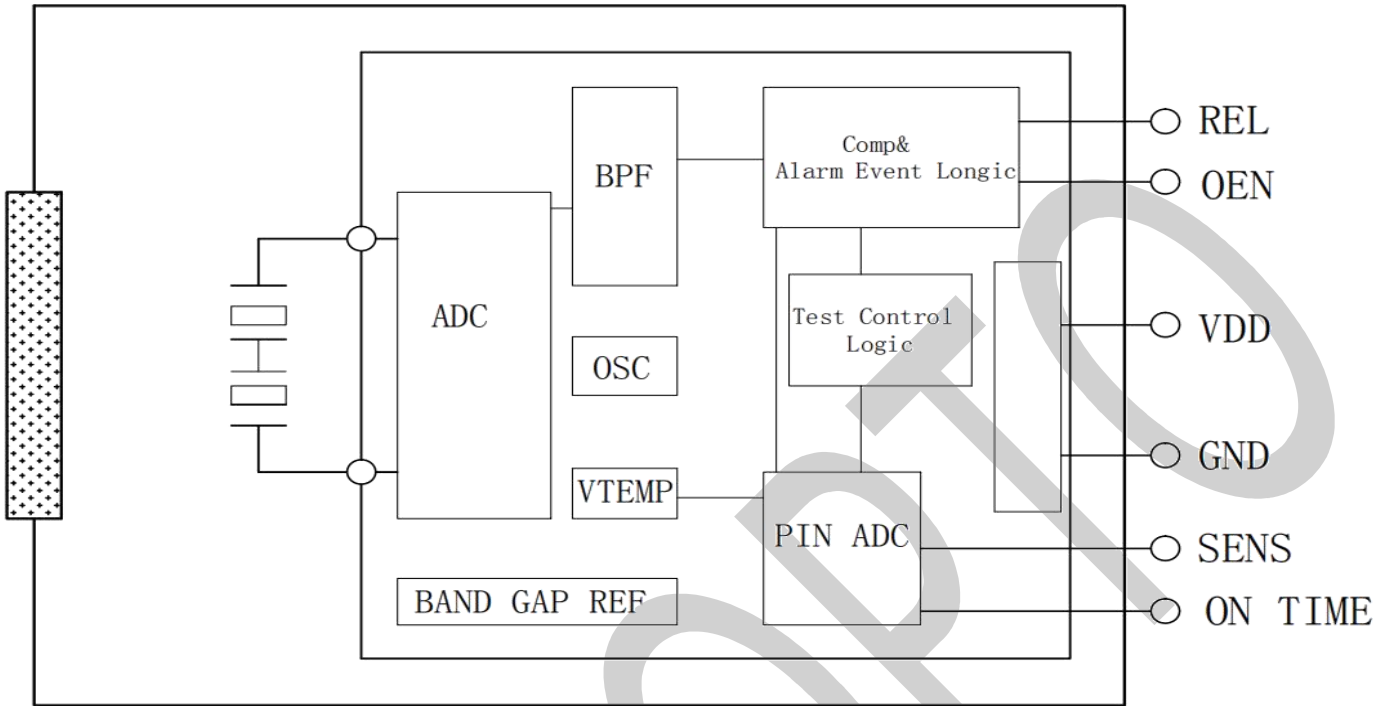 REL
Comp&
Alarm Event Longic
BPF
OEN
ADC
Test Control
Logic
VDD
OSC
GND
VTEMP
PIN ADC
SENS
BAND GAP REF
ON TIME
OPTO